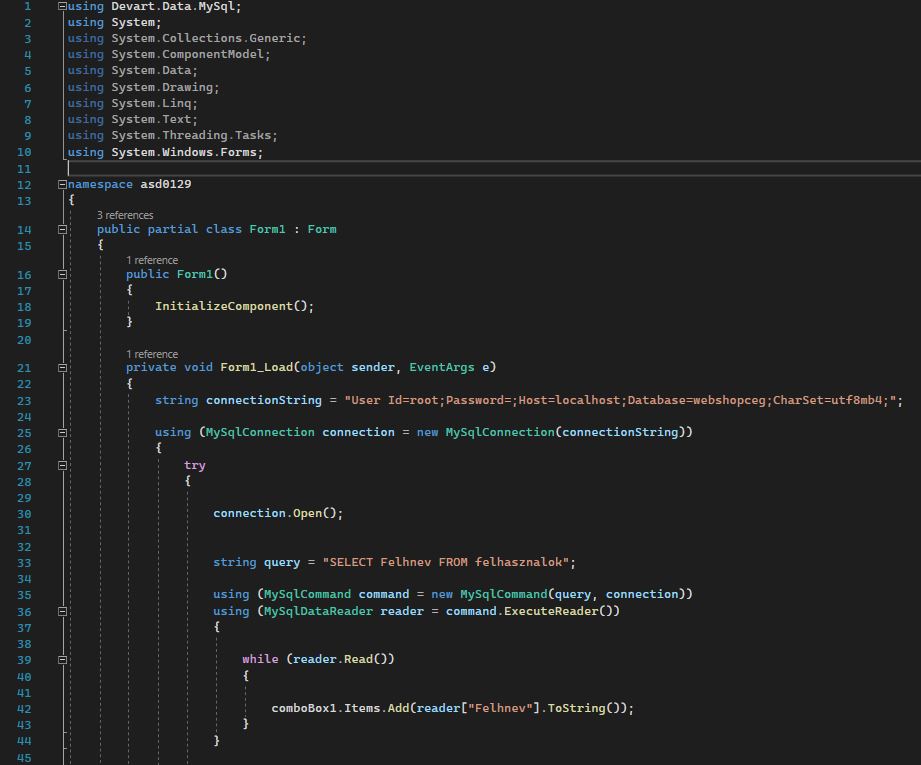 1 using Devart.Data.MySql;
2 using System;
3 using System.Collections.Generic;
4 using System.ComponentModel;
5 using System.Data;
6 using System.Drawing;
7 using System.Linq;
8 using System.Text;
9 using System.Threading.Tasks;
10 using System.Windows.Forms;
11
12 namespace asd0129
13 {
3 references
14 public partial class Form1 : Form
15 {
1 reference
16 public Form1()
17 {
18 InitializeComponent();
19 }
20
1 reference
21 private void Form1_Load(object sender, EventArgs e)
22 {
23 string connectionString = "User Id=root;Password=;Host=localhost;Database=webshopceg;CharSet=utf8mb4;";
24
25 using (MySqlConnection connection = new MySqlConnection(connectionString))
26 {
27 try
28 {
29
30 connection.Open();
31
32
33 string query = "SELECT Felhnev FROM felhasznalok";
34
35 using (MySqlCommand command = new MySqlCommand(query, connection))
36 using (MySqlDataReader reader = command.ExecuteReader())
37 {
38
39 while (reader.Read())
40 {
41
42 comboBox1.Items.Add(reader["Felhnev"].ToString());
43 }
44 }
45